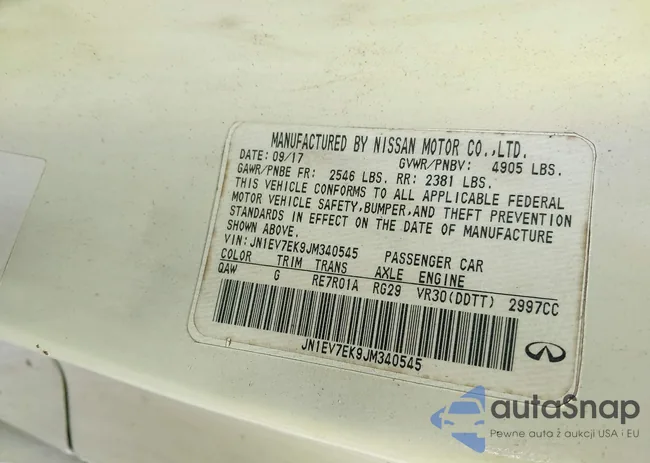 MANUFACTURED BY NISSAN MOTOR CO.,LTD.
DATE: 09/17 GVWR/PNBV: 4905 LBS.
GAWR/PNBE FR: 2546 LBS. RR: 2381 LBS.
THIS VEHICLE CONFORMS TO ALL APPLICABLE FEDERAL
MOTOR VEHICLE SAFETY, BUMPER, AND THEFT PREVENTION
STANDARDS IN EFFECT ON THE DATE OF MANUFACTURE
SHOWN ABOVE.
VIN: JN1EV7EK9JM340545 PASSENGER CAR
COLOR TRIM TRANS AXLE ENGINE
QAW G RE7R01A RG29 VR30(DDTT) 2997CC
JN1EV7EK9JM340545
autoSnap
Pewne auta z aukcji USA i EU